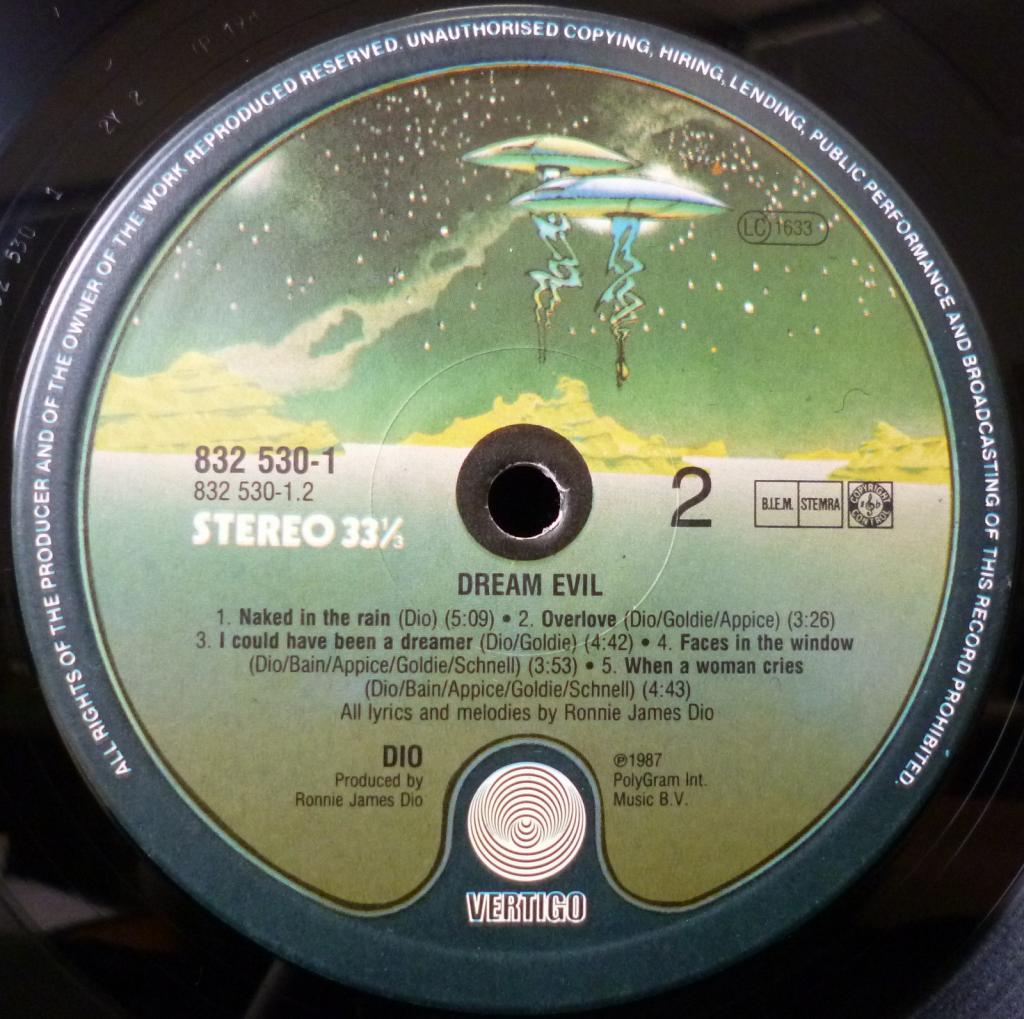 ALL RIGHTS OF THE PRODUCER AND OF THE OWNER OF THE WORK REPRODUCED RESERVED. UNAUTHORISED COPYING, HIRING, LENDING, PUBLIC PERFORMANCE AND BROADCASTING OF THIS RECORD PROHIBITED.
LC 1633
832 530-1
832 530-1.2
STEREO 33⅓
2
B.I.E.M. STEMRA
COPYRIGHT CONTROL
DREAM EVIL
1. Naked in the rain (Dio) (5:09) • 2. Overlove (Dio/Goldie/Appice) (3:26)
3. I could have been a dreamer (Dio/Goldie) (4:42) • 4. Faces in the window
(Dio/Bain/Appice/Goldie/Schnell) (3:53) • 5. When a woman cries
(Dio/Bain/Appice/Goldie/Schnell) (4:43)
All lyrics and melodies by Ronnie James Dio
DIO
Produced by
Ronnie James Dio
℗1987
PolyGram Int.
Music B.V.
VERTIGO